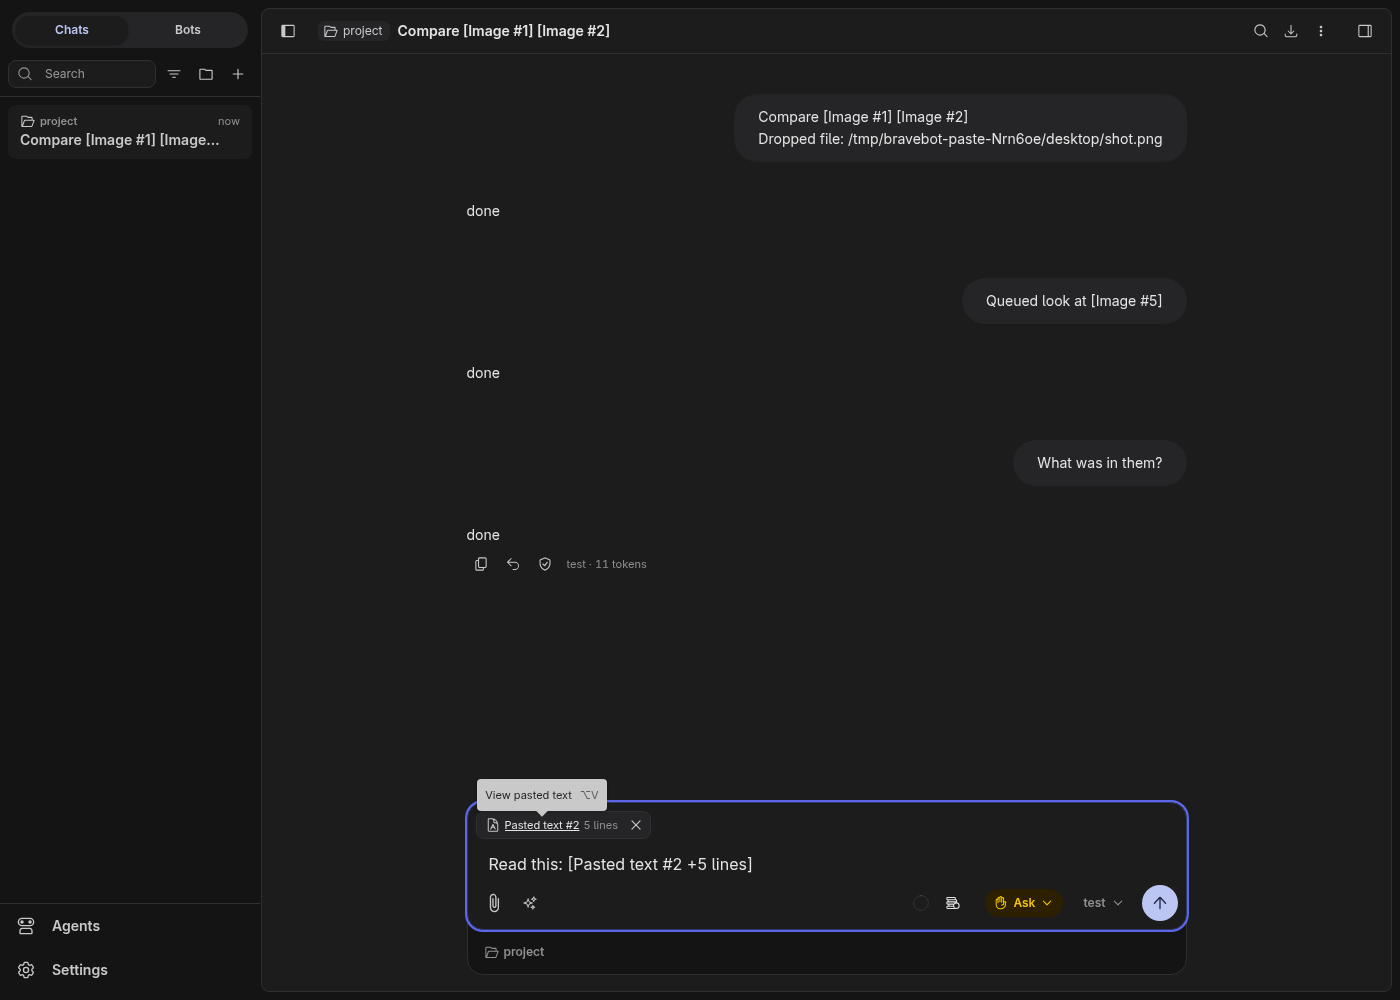 Chats
Bots
Search
project
now
Compare [Image #1] [Image...
Agents
Settings
project
Compare [Image #1] [Image #2]
Compare [Image #1] [Image #2]
Dropped file: /tmp/bravebot-paste-Nrn6oe/desktop/shot.png
done
Queued look at [Image #5]
done
What was in them?
done
test · 11 tokens
View pasted text ⌥V
Pasted text #2 5 lines
Read this: [Pasted text #2 +5 lines]
Ask
test
project